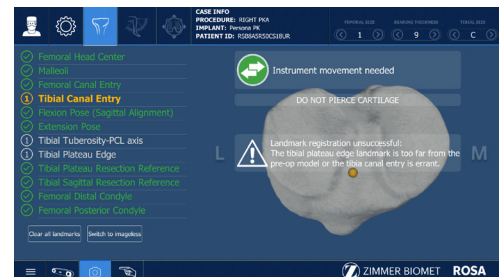 CASE INFO
PROCEDURE: RIGHT PKA
IMPLANT: Persona PK
PATIENT ID: RSB8ASR50CS18UR
FEMORAL SIZE
1
BEARING THICKNESS
9
TIBIAL SIZE
C
Femoral Head Center
Malleoli
Femoral Canal Entry
1 Tibial Canal Entry
Flexion Pose (Sagittal Alignment)
Extension Pose
1 Tibial Tuberosity-PCL axis
1 Tibial Plateau Edge
Tibial Plateau Resection Reference
Tibial Sagittal Resection Reference
Femoral Distal Condyle
Femoral Posterior Condyle
Clear all landmarks
Switch to imageless
Instrument movement needed
DO NOT PIERCE CARTILAGE
L
M
Landmark registration unsuccessful:
The tibial plateau edge landmark is too far from the
pre-op model or the tibial canal entry is errant.
ZIMMER BIOMET
ROSA